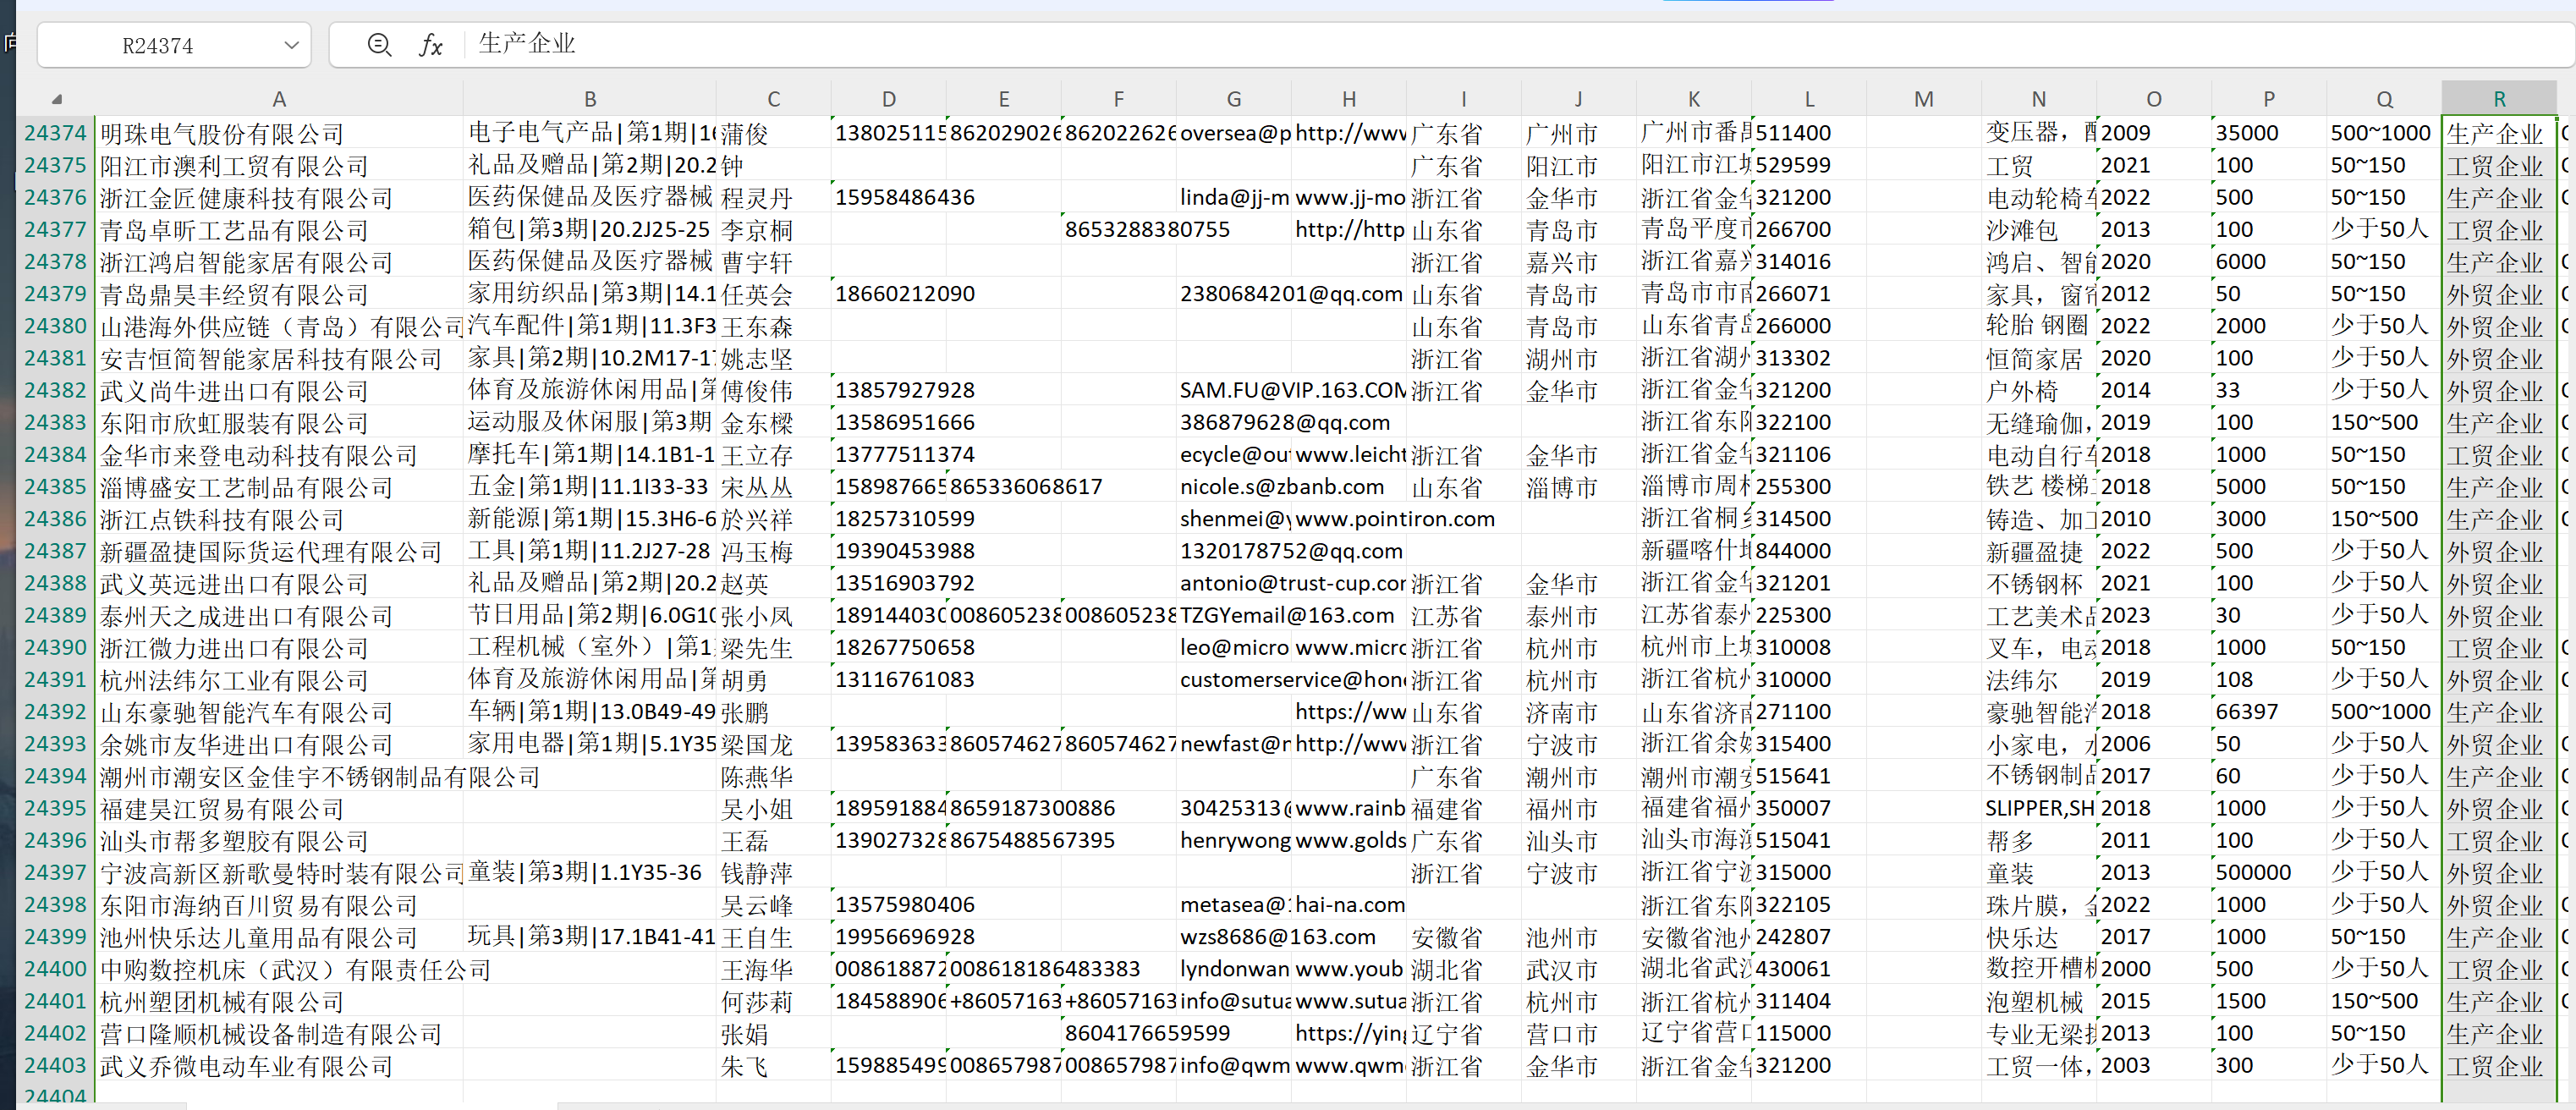 R24374 fx 生产企业
A B C D E F G H I J K L M N O P Q R
24374 明珠电气股份有限公司 电子电气产品|第1期|16 蒲俊 138025115 862029026 862022626 oversea@p http://www 广东省 广州市 广州市番禺 511400 变压器，配 2009 35000 500~1000 生产企业
24375 阳江市澳利工贸有限公司 礼品及赠品|第2期|20.2 钟 广东省 阳江市 阳江市江城 529599 工贸 2021 100 50~150 工贸企业
24376 浙江金匠健康科技有限公司 医药保健品及医疗器械 程灵丹 15958486436 linda@jj-m www.jj-mo 浙江省 金华市 浙江省金华 321200 电动轮椅车 2022 500 50~150 生产企业
24377 青岛卓昕工艺品有限公司 箱包|第3期|20.2J25-25 李京桐 8653288380755 http://http 山东省 青岛市 青岛平度市 266700 沙滩包 2013 100 少于50人 工贸企业
24378 浙江鸿启智能家居有限公司 医药保健品及医疗器械 曹宇轩 浙江省 嘉兴市 浙江省嘉兴 314016 鸿启、智能 2020 6000 50~150 生产企业
24379 青岛鼎昊丰经贸有限公司 家用纺织品|第3期|14.1 任英会 18660212090 2380684201@qq.com 山东省 青岛市 青岛市市南 266071 家具，窗帘 2012 50 50~150 外贸企业
24380 山港海外供应链（青岛）有限公司 汽车配件|第1期|11.3F3 王东森 山东省 青岛市 山东省青岛 266000 轮胎 钢圈 2022 2000 少于50人 外贸企业
24381 安吉恒简智能家居科技有限公司 家具|第2期|10.2M17-17 姚志坚 浙江省 湖州市 浙江省湖州 313302 恒简家居 2020 100 少于50人 外贸企业
24382 武义尚牛进出口有限公司 体育及旅游休闲用品|第 傅俊伟 13857927928 SAM.FU@VIP.163.COM 浙江省 金华市 浙江省金华 321200 户外椅 2014 33 少于50人 外贸企业
24383 东阳市欣虹服装有限公司 运动服及休闲服|第3期 金东樑 13586951666 386879628@qq.com 浙江省东阳 322100 无缝瑜伽， 2019 100 150~500 生产企业
24384 金华市来登电动科技有限公司 摩托车|第1期|14.1B1-1 王立存 13777511374 ecycle@out www.leicht 浙江省 金华市 浙江省金华 321106 电动自行车 2018 1000 50~150 工贸企业
24385 淄博盛安工艺制品有限公司 五金|第1期|11.1I33-33 宋丛丛 158987665 865336068617 nicole.s@zbanb.com 山东省 淄博市 淄博市周村 255300 铁艺 楼梯 2018 5000 50~150 生产企业
24386 浙江点铁科技有限公司 新能源|第1期|15.3H6-6 於兴祥 18257310599 shenmei@y www.pointiron.com 浙江省桐乡 314500 铸造、加工 2010 3000 150~500 生产企业
24387 新疆盈捷国际货运代理有限公司 工具|第1期|11.2J27-28 冯玉梅 19390453988 1320178752@qq.com 新疆喀什地 844000 新疆盈捷 2022 500 少于50人 外贸企业
24388 武义英远进出口有限公司 礼品及赠品|第2期|20.2 赵英 13516903792 antonio@trust-cup.com 浙江省 金华市 浙江省金华 321201 不锈钢杯 2021 100 少于50人 外贸企业
24389 泰州天之成进出口有限公司 节日用品|第2期|6.0G10 张小凤 189144030 008605238 008605238 TZGYemail@163.com 江苏省 泰州市 江苏省泰州 225300 工艺美术品 2023 30 少于50人 外贸企业
24390 浙江微力进出口有限公司 工程机械（室外）|第1 梁先生 18267750658 leo@micro www.micro 浙江省 杭州市 杭州市上城 310008 叉车，电动 2018 1000 50~150 工贸企业
24391 杭州法纬尔工业有限公司 体育及旅游休闲用品|第 胡勇 13116761083 customerservice@hond 浙江省 杭州市 浙江省杭州 310000 法纬尔 2019 108 少于50人 外贸企业
24392 山东豪驰智能汽车有限公司 车辆|第1期|13.0B49-49 张鹏 https://ww 山东省 济南市 山东省济南 271100 豪驰智能汽 2018 66397 500~1000 生产企业
24393 余姚市友华进出口有限公司 家用电器|第1期|5.1Y35 梁国龙 139583633 860574627 860574627 newfast@n http://www 浙江省 宁波市 浙江省余姚 315400 小家电，水 2006 50 少于50人 外贸企业
24394 潮州市潮安区金佳宇不锈钢制品有限公司 陈燕华 广东省 潮州市 潮州市潮安 515641 不锈钢制品 2017 60 少于50人 生产企业
24395 福建昊江贸易有限公司 吴小姐 189591884 8659187300886 30425313@ www.rainb 福建省 福州市 福建省福州 350007 SLIPPER,SH 2018 1000 少于50人 外贸企业
24396 汕头市帮多塑胶有限公司 王磊 139027328 8675488567395 henrywong www.golds 广东省 汕头市 汕头市海滨 515041 帮多 2011 100 少于50人 工贸企业
24397 宁波高新区新歌曼特时装有限公司 童装|第3期|1.1Y35-36 钱静萍 浙江省 宁波市 浙江省宁波 315000 童装 2013 500000 少于50人 外贸企业
24398 东阳市海纳百川贸易有限公司 吴云峰 13575980406 metasea@1 hai-na.com 浙江省东阳 322105 珠片膜，金 2022 1000 少于50人 外贸企业
24399 池州快乐达儿童用品有限公司 玩具|第3期|17.1B41-41 王自生 19956696928 wzs8686@163.com 安徽省 池州市 安徽省池州 242807 快乐达 2017 1000 50~150 生产企业
24400 中购数控机床（武汉）有限责任公司 王海华 008618872 008618186483383 lyndonwan www.youb 湖北省 武汉市 湖北省武汉 430061 数控开槽机 2000 500 少于50人 工贸企业
24401 杭州塑团机械有限公司 何莎莉 184588906 +86057163 +86057163 info@sutua www.sutua 浙江省 杭州市 浙江省杭州 311404 泡塑机械 2015 1500 150~500 生产企业
24402 营口隆顺机械设备制造有限公司 张娟 8604176659599 https://ying 辽宁省 营口市 辽宁省营口 115000 专业无梁拱 2013 100 50~150 生产企业
24403 武义乔微电动车业有限公司 朱飞 159885499 008657987 008657987 info@qwm www.qwm 浙江省 金华市 浙江省金华 321200 工贸一体， 2003 300 少于50人 工贸企业
24404